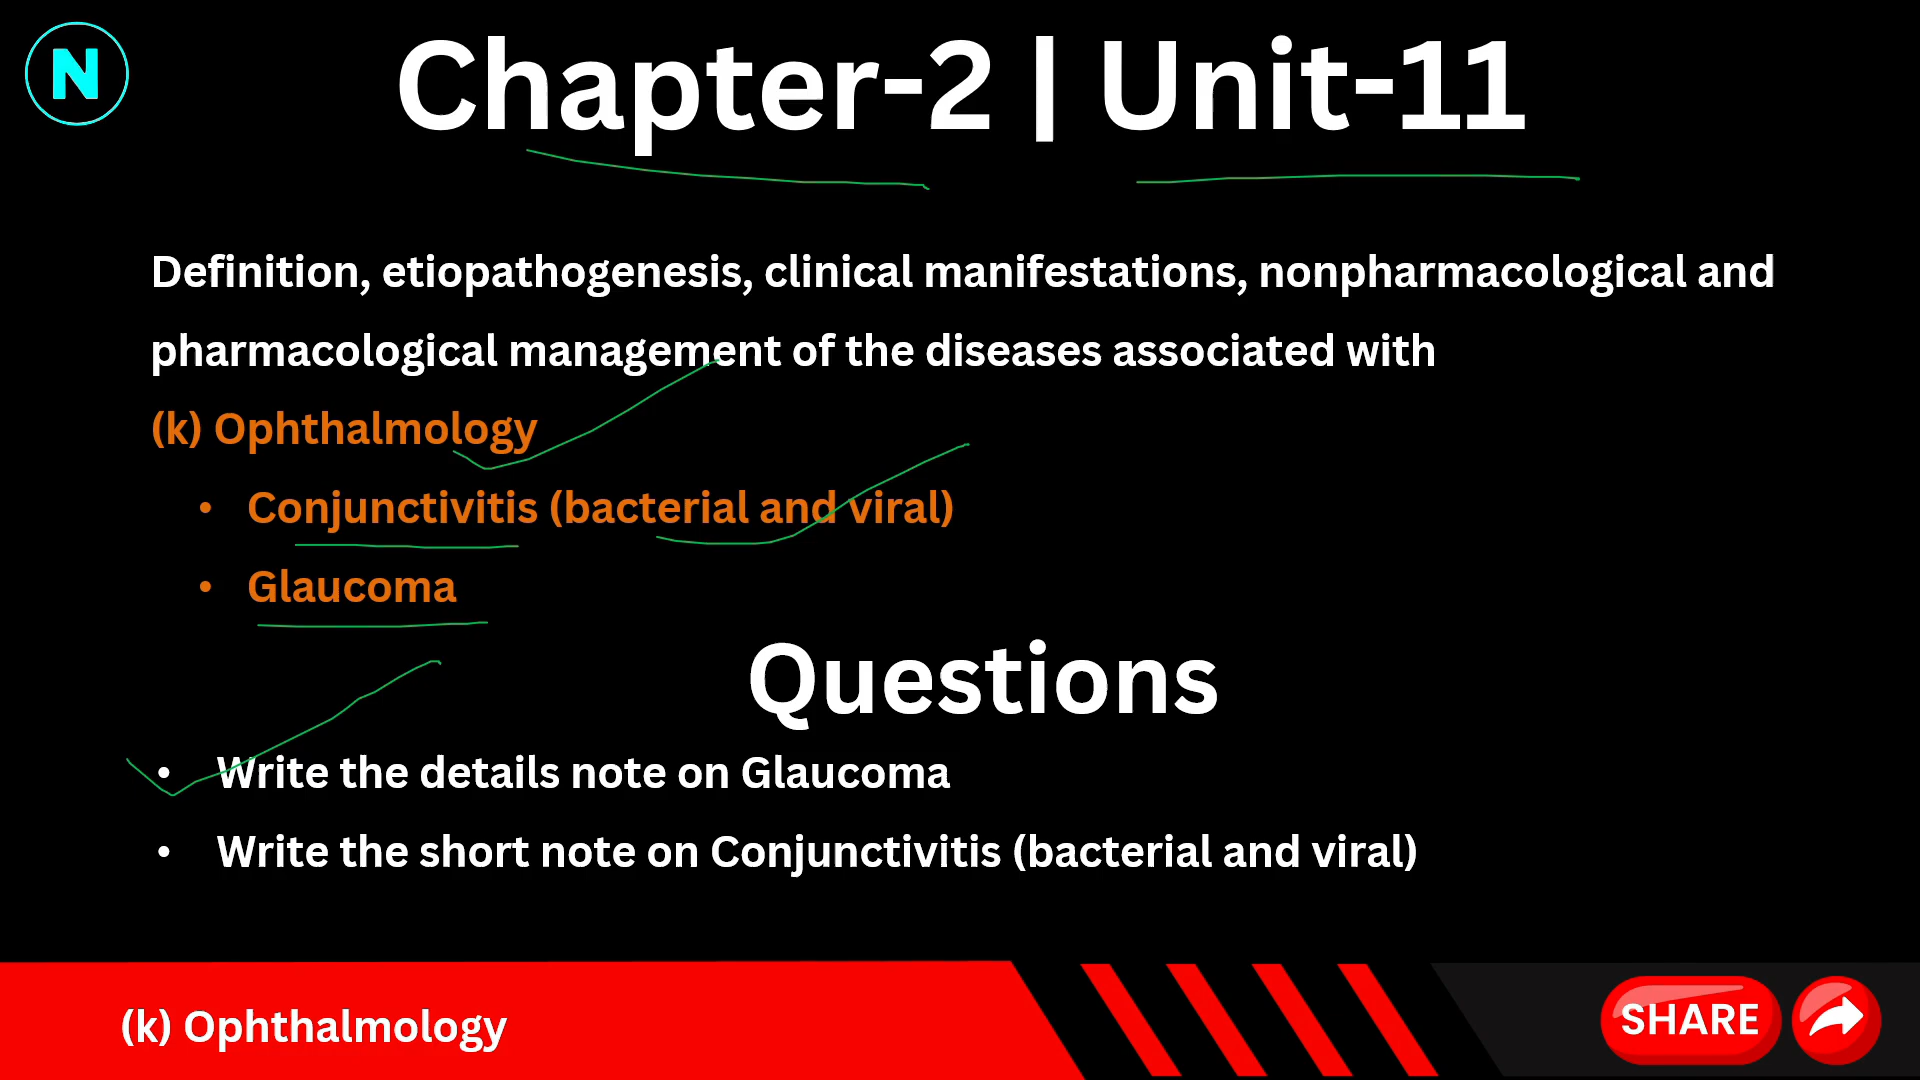 N
Chapter-2 | Unit-11
Definition, etiopathogenesis, clinical manifestations, nonpharmacological and
pharmacological management of the diseases associated with
(k) Ophthalmology
• Conjunctivitis (bacterial and viral)
• Glaucoma
Questions
• Write the details note on Glaucoma
• Write the short note on Conjunctivitis (bacterial and viral)
(k) Ophthalmology
SHARE